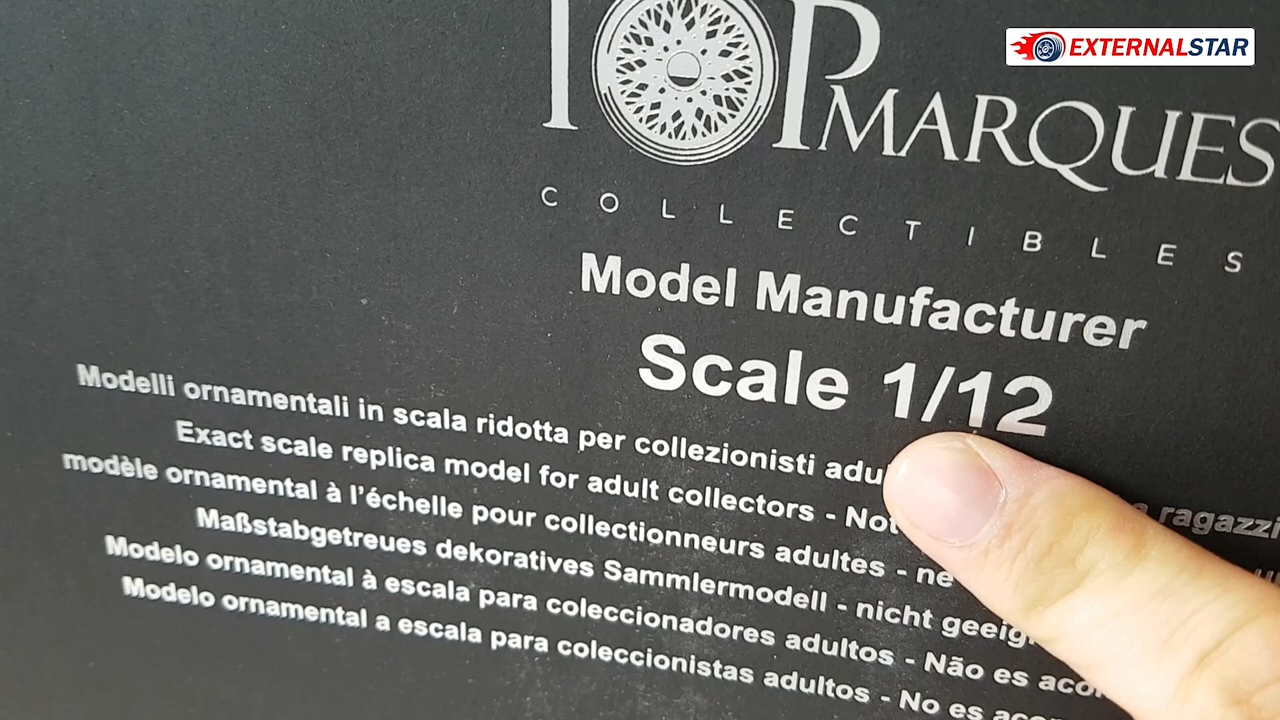 EXTERNALSTAR
TOPMARQUES
COLLECTIBLES
Model Manufacturer
Scale 1/12
Modelli ornamentali in scala ridotta per collezionisti ragazzi
Exact scale replica model for adult collectors - Not
modèle ornamental à l'échelle pour collectionneurs adultes - ne
Maßstabgetreues dekoratives Sammlermodell - nicht
Modelo ornamental à escala para coleccionadores adultos - Não es
Modelo ornamental a escala para coleccionistas adultos - No es